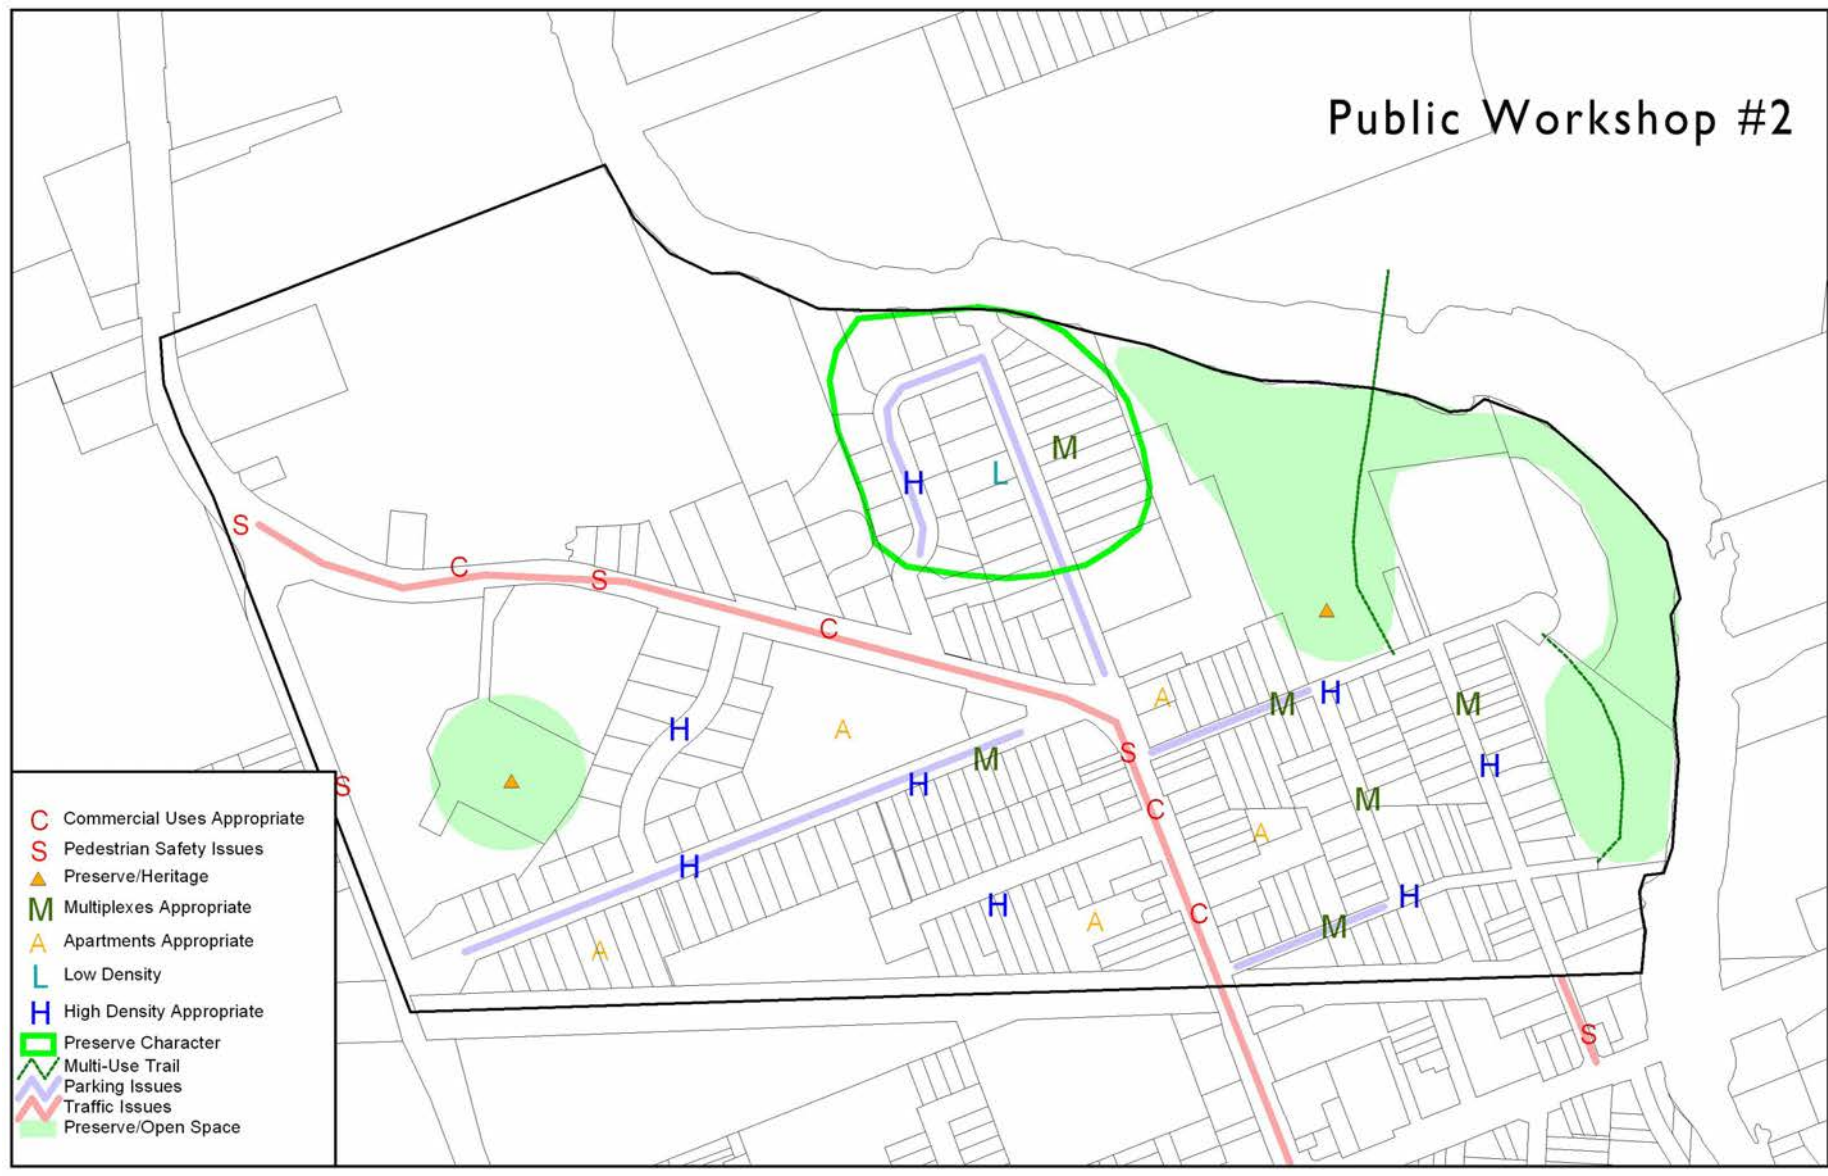 Public Workshop #2
M
L
H
S
C
S
C
A
M
H
M
H
A
M
S
H
H
S
C
M
A
H
H
C
A
M
A
S
C Commercial Uses Appropriate
S Pedestrian Safety Issues
Preserve/Heritage
M Multiplexes Appropriate
A Apartments Appropriate
L Low Density
H High Density Appropriate
Preserve Character
Multi-Use Trail
Parking Issues
Traffic Issues
Preserve/Open Space